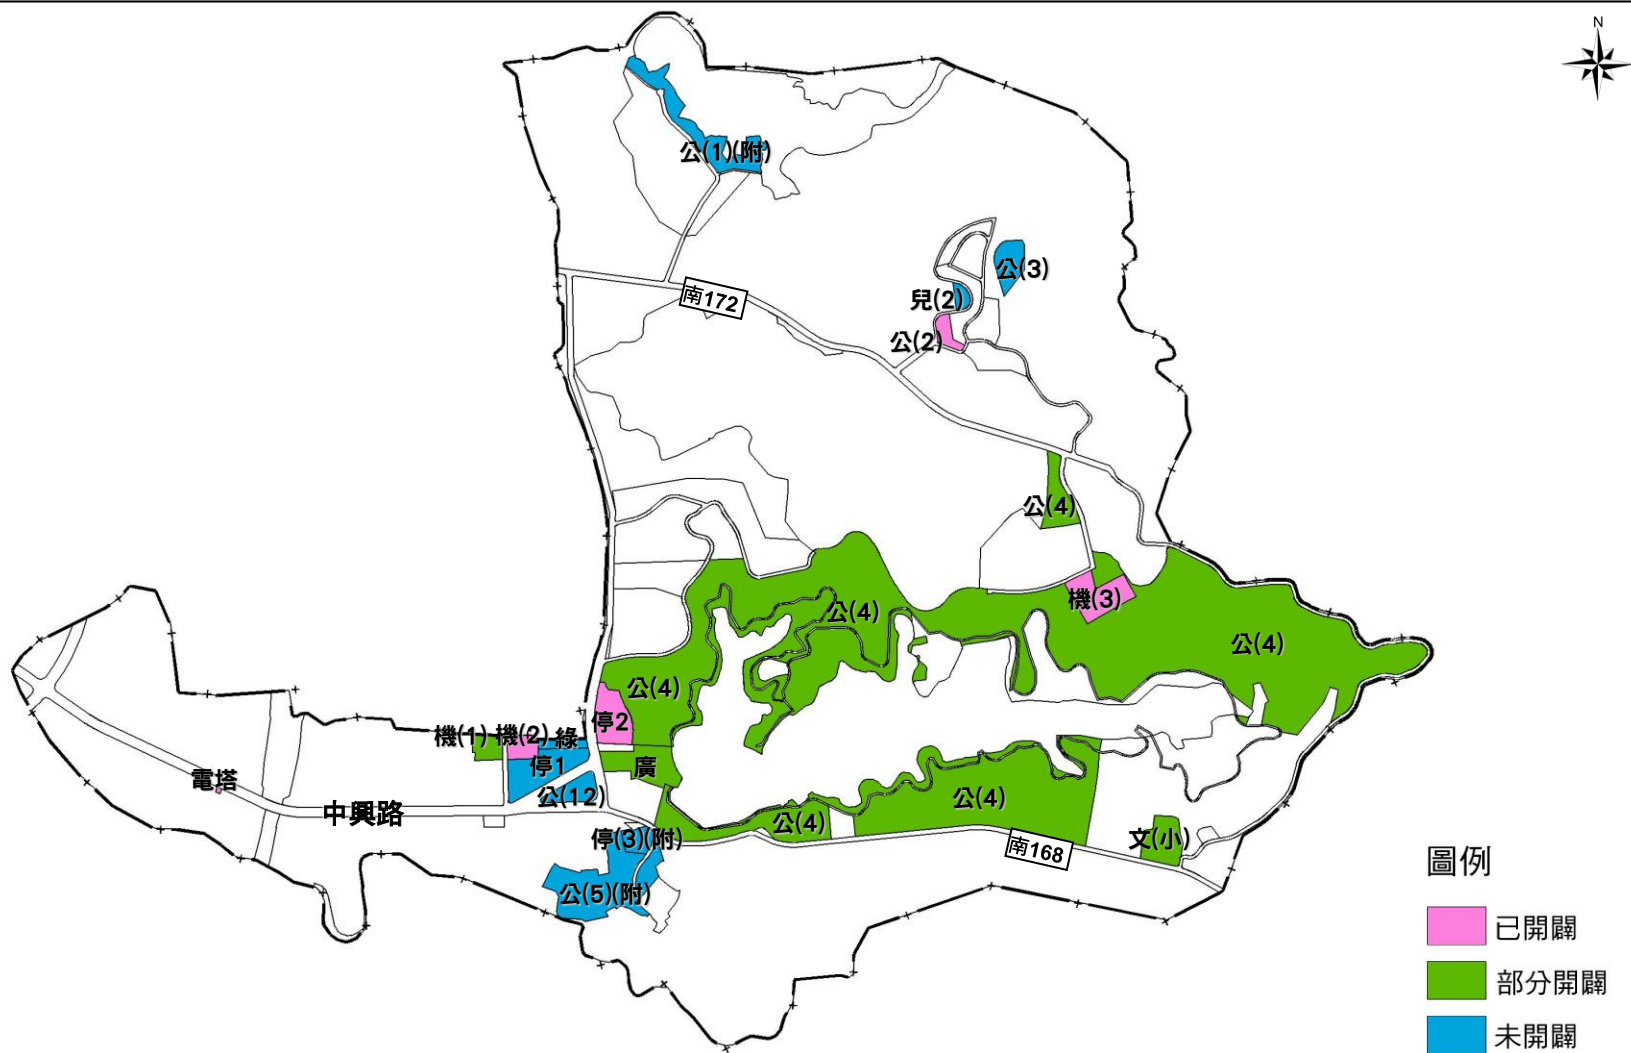 N
公(1)(附)
公(3)
南172
兒(2)
公(2)
公(4)
機(3)
公(4)
公(4)
公(4)
停2
機(1)
機(2)
綠
停1
廣
電塔
公(12)
中興路
公(4)
公(4)
停(3)(附)
文(小)
南168
公(5)(附)
圖例
已開闢
部分開闢
未開闢